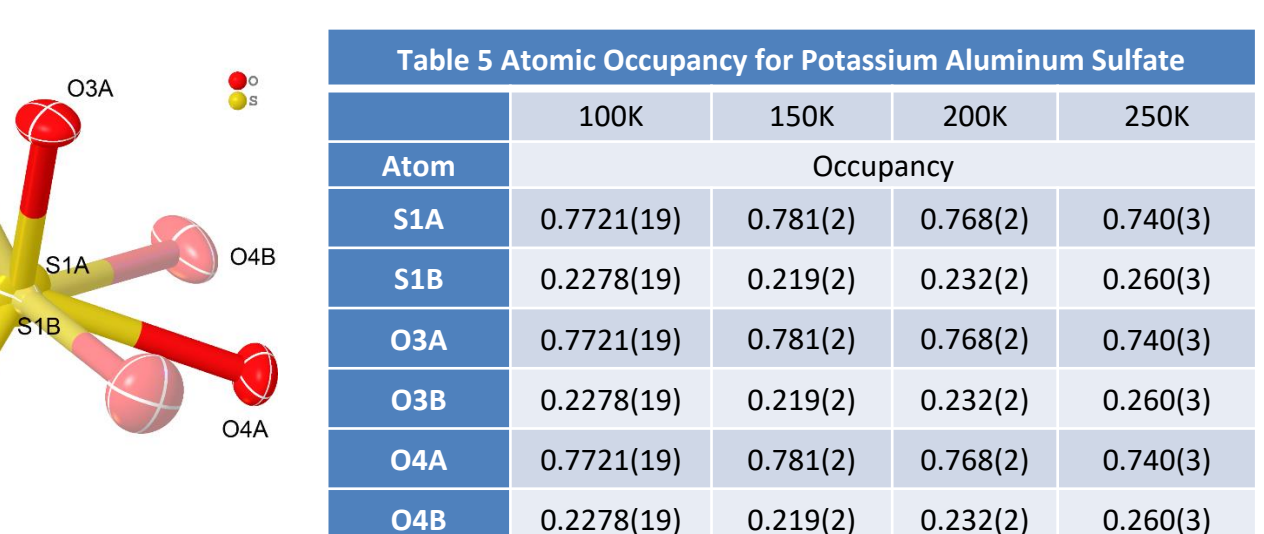 O3A
O
S
O4B
S1A
S1B
O4A
Table 5 Atomic Occupancy for Potassium Aluminum Sulfate
100K 150K 200K 250K
Atom Occupancy
S1A 0.7721(19) 0.781(2) 0.768(2) 0.740(3)
S1B 0.2278(19) 0.219(2) 0.232(2) 0.260(3)
O3A 0.7721(19) 0.781(2) 0.768(2) 0.740(3)
O3B 0.2278(19) 0.219(2) 0.232(2) 0.260(3)
O4A 0.7721(19) 0.781(2) 0.768(2) 0.740(3)
O4B 0.2278(19) 0.219(2) 0.232(2) 0.260(3)